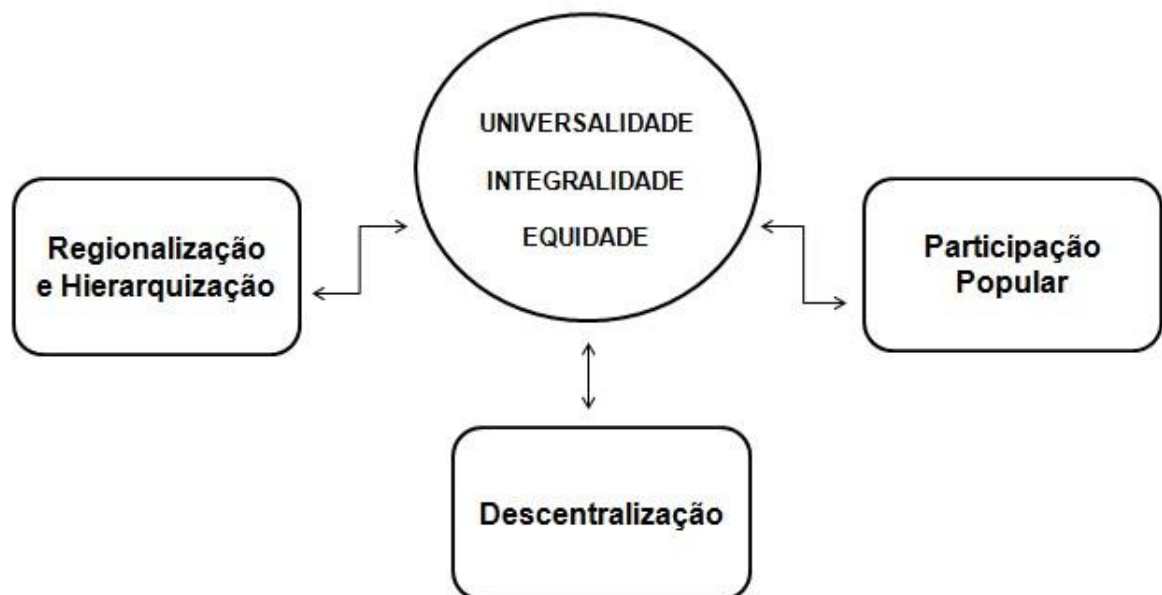 UNIVERSALIDADE
INTEGRALIDADE
EQUIDADE
Regionalização
e Hierarquização
Participação
Popular
Descentralização